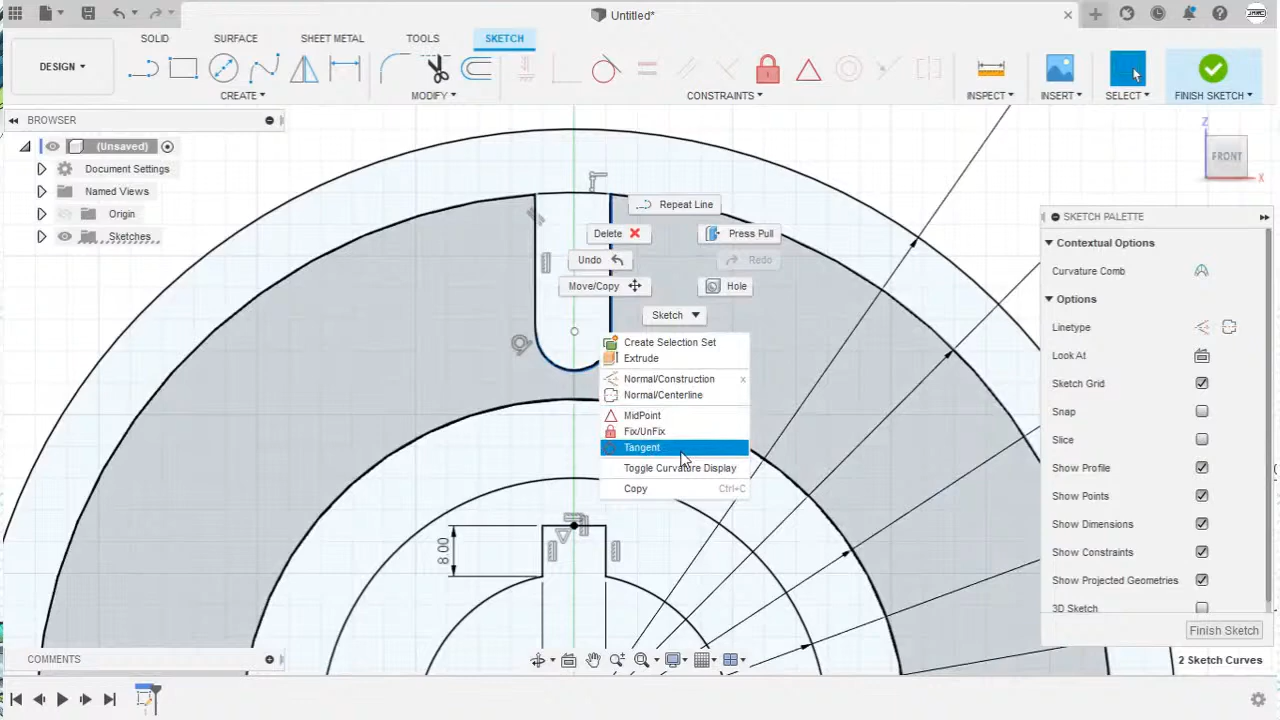 Untitled*
JMRC
DESIGN
SOLID
SURFACE
SHEET METAL
TOOLS
SKETCH
CREATE
MODIFY
CONSTRAINTS
INSPECT
INSERT
SELECT
FINISH SKETCH
BROWSER
(Unsaved)
Document Settings
Named Views
Origin
Sketches
Z
FRONT
X
Repeat Line
Delete
Press Pull
Undo
Redo
Move/Copy
Hole
Sketch
Create Selection Set
Extrude
Normal/Construction x
Normal/Centerline
MidPoint
Fix/UnFix
Tangent
Toggle Curvature Display
Copy Ctrl+C
8.00
SKETCH PALETTE
Contextual Options
Curvature Comb
Options
Linetype
Look At
Sketch Grid
Snap
Slice
Show Profile
Show Points
Show Dimensions
Show Constraints
Show Projected Geometries
3D Sketch
Finish Sketch
COMMENTS
2 Sketch Curves